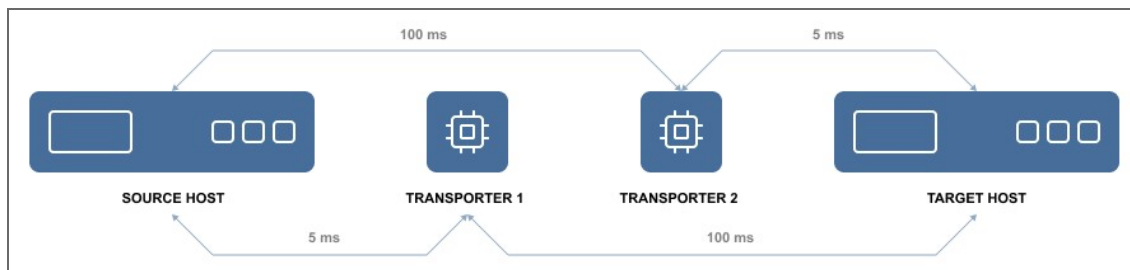 100 ms
5 ms
SOURCE HOST
TRANSPORTER 1
TRANSPORTER 2
TARGET HOST
5 ms
100 ms